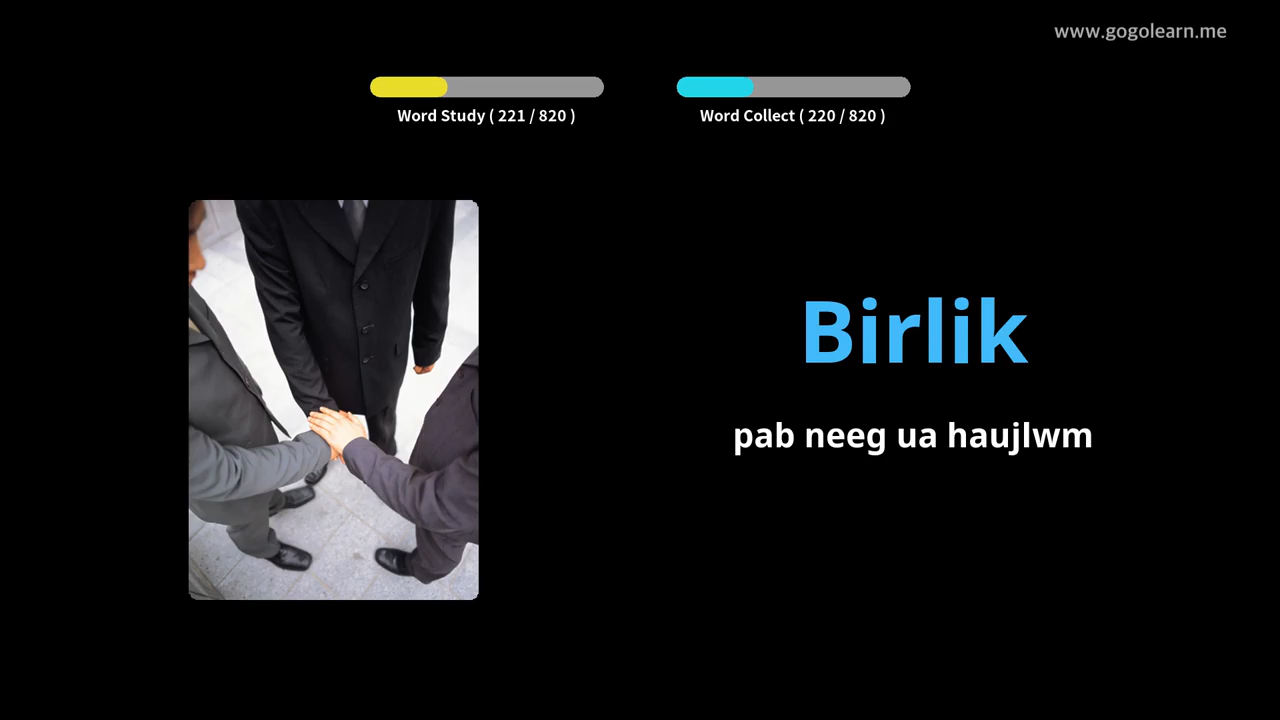 www.gogolearn.me
Word Study ( 221 / 820 )
Word Collect ( 220 / 820 )
Birlik
pab neeg ua haujlwm